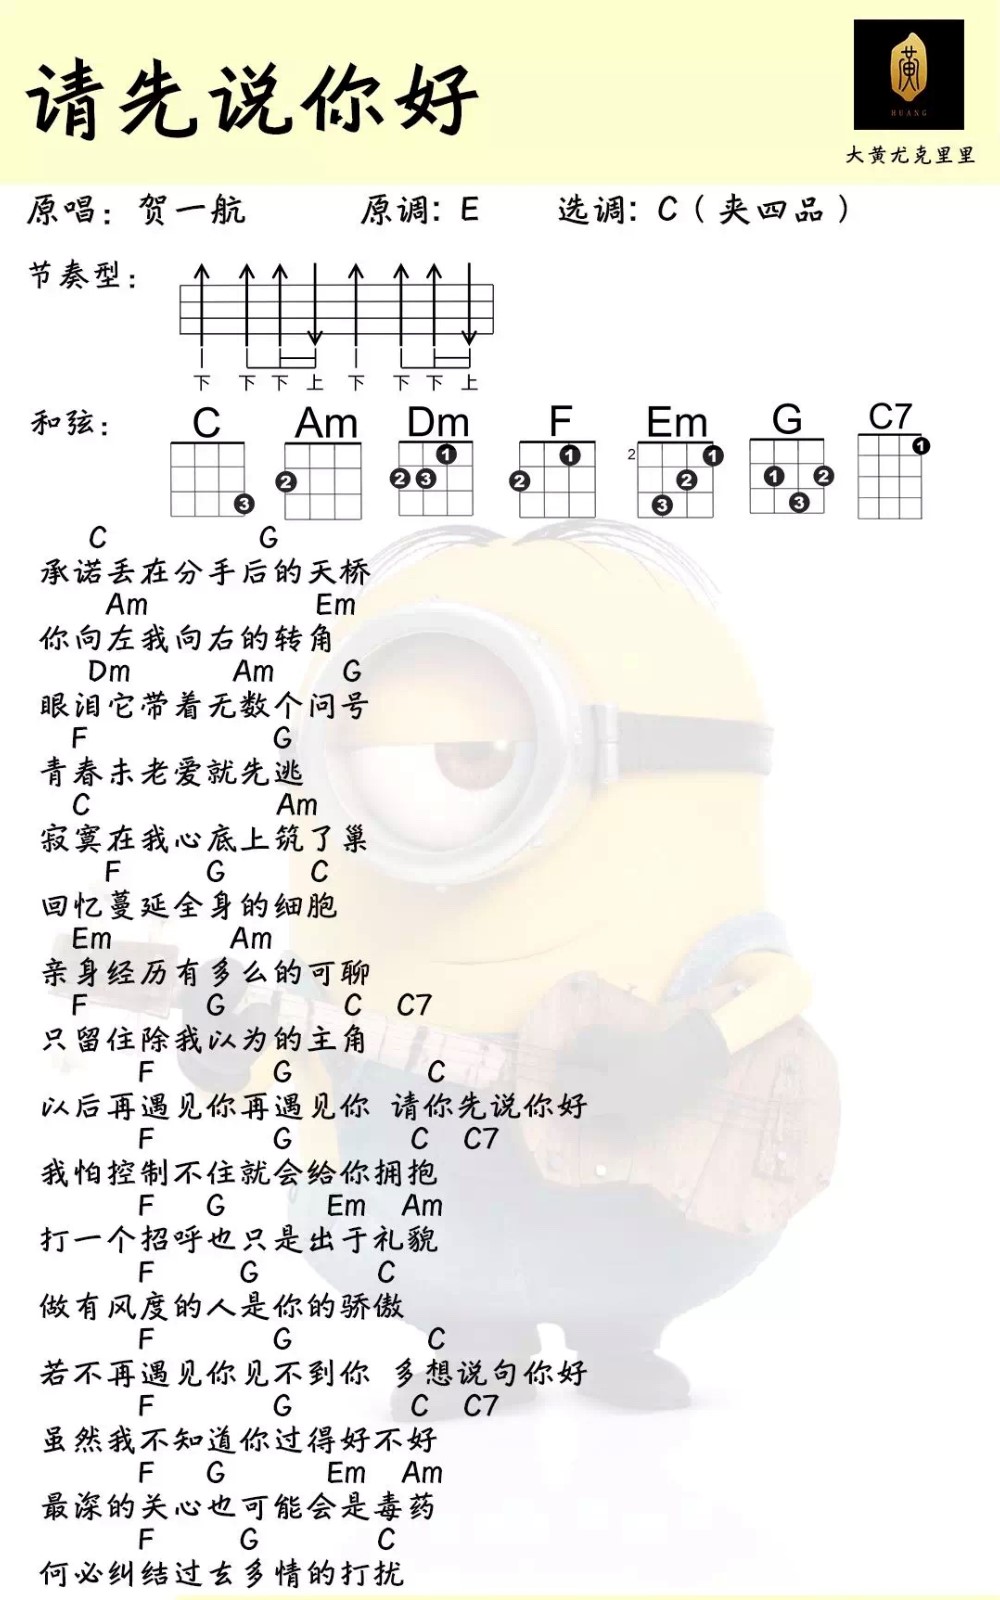 请先说你好
黄
HUANG
大黄尤克里里
原唱：贺一航 原调: E 选调: C（夹四品）
节奏型：
下 下 下 上 下 下 下 上
和弦： C Am Dm F Em G C7
2 3 2 2 3 1 2 1 2 1 2 3 1 2 3 1
C G
承诺丢在分手后的天桥
Am Em
你向左我向右的转角
Dm Am G
眼泪它带着无数个问号
F G
青春未老爱就先逃
C Am
寂寞在我心底上筑了巢
F G C
回忆蔓延全身的细胞
Em Am
亲身经历有多么的可聊
F G C C7
只留住除我以为的主角
F G C
以后再遇见你再遇见你 请你先说你好
F G C C7
我怕控制不住就会给你拥抱
F G Em Am
打一个招呼也只是出于礼貌
F G C
做有风度的人是你的骄傲
F G C
若不再遇见你见不到你 多想说句你好
F G C C7
虽然我不知道你过得好不好
F G Em Am
最深的关心也可能会是毒药
F G C
何必纠结过去多情的打扰